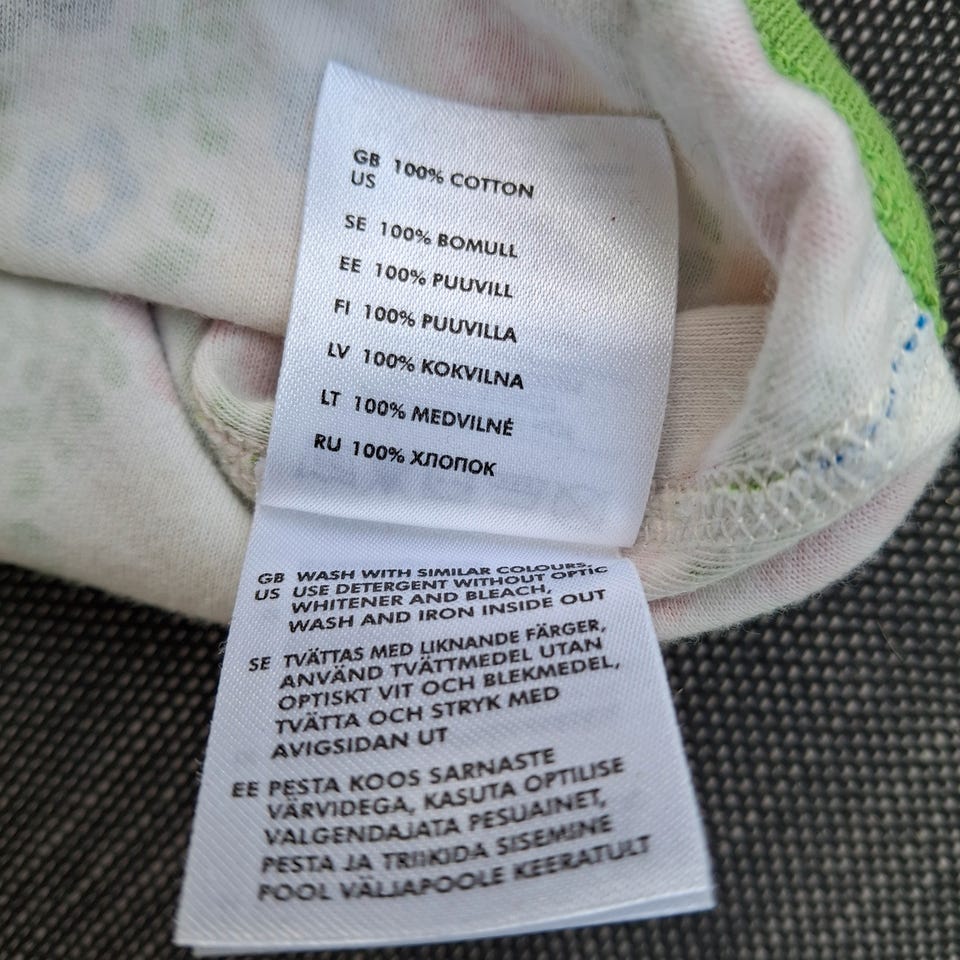 GB 100% COTTON
US
SE 100% BOMULL
EE 100% PUUVILL
FI 100% PUUVILLA
LV 100% KOKVILNA
LT 100% MEDVILNÉ
RU 100% ХЛОПОК
GB WASH WITH SIMILAR COLOURS,
US USE DETERGENT WITHOUT OPTIC
WHITENER AND BLEACH,
WASH AND IRON INSIDE OUT
SE TVÄTTAS MED LIKNANDE FÄRGER,
ANVÄND TVÄTTMEDEL UTAN
OPTISKT VIT OCH BLEKMEDEL,
TVÄTTA OCH STRYK MED
AVIGSIDAN UT
EE PESTA KOOS SARNASTE
VÄRVIDEGA, KASUTA OPTILISE
VALGENDAJATA PESUAINET,
PESTA JA TRIIKIDA SISEMINE
POOL VÄLJAPOOLE KEERATULT